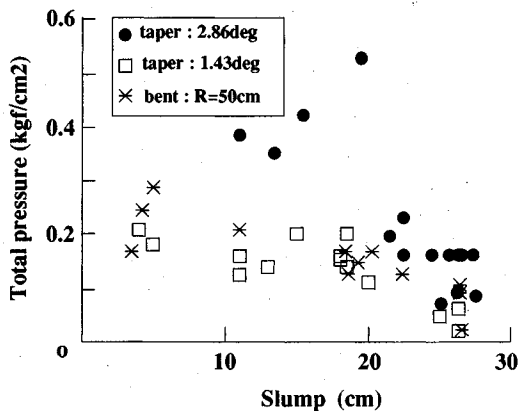 0.6
● taper : 2.86deg
□ taper : 1.43deg
✳ bent : R=50cm
0.4
0.2
o
10
20
30
Total pressure (kgf/cm2)
Slump (cm)